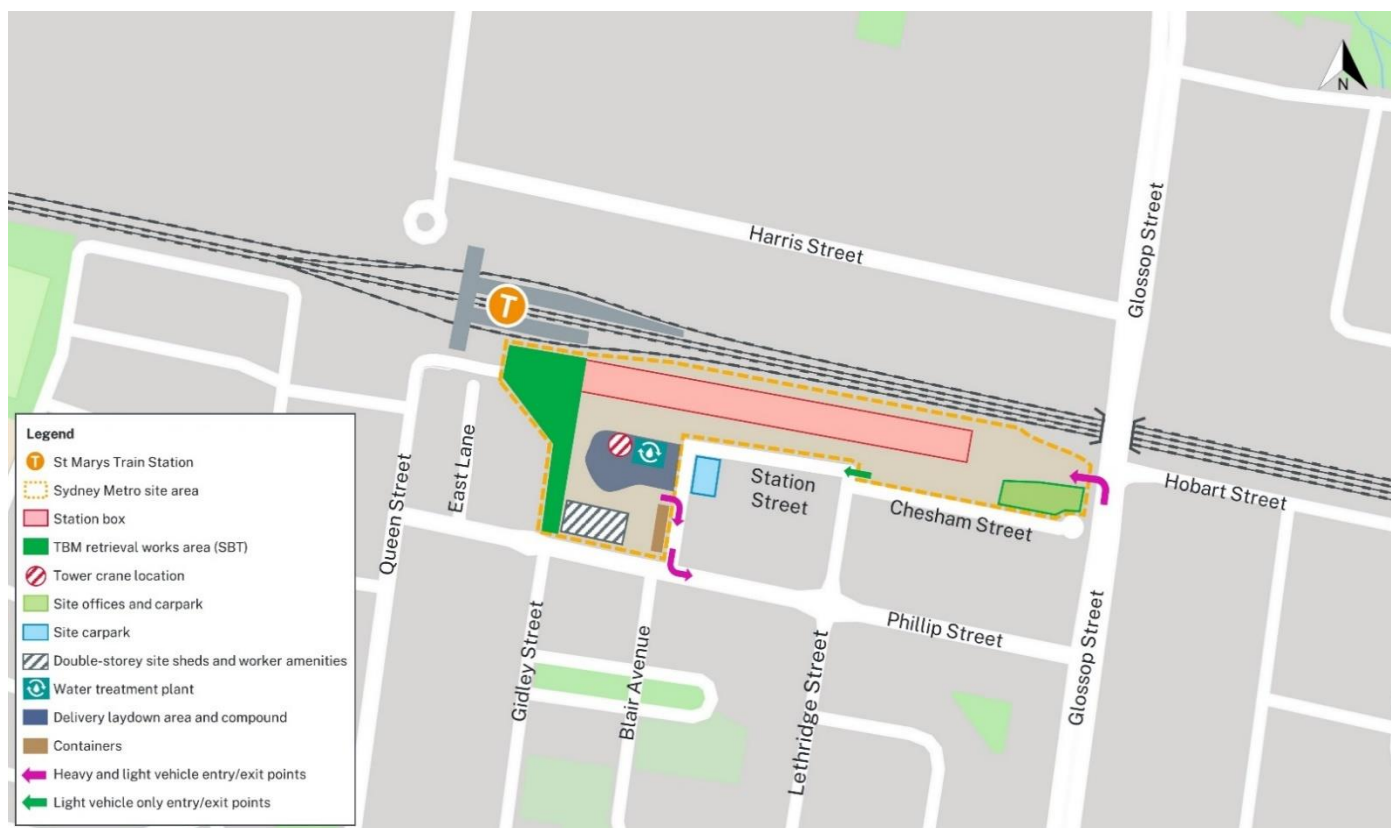 N
Harris Street
Glossop Street
T
Legend
St Marys Train Station
Sydney Metro site area
Station box
TBM retrieval works area (SBT)
Tower crane location
Site offices and carpark
Site carpark
Double-storey site sheds and worker amenities
Water treatment plant
Delivery laydown area and compound
Containers
Heavy and light vehicle entry/exit points
Light vehicle only entry/exit points
Queen Street
East Lane
Station
Street
Chesham Street
Hobart Street
Phillip Street
Gidley Street
Blair Avenue
Lethridge Street
Glossop Street